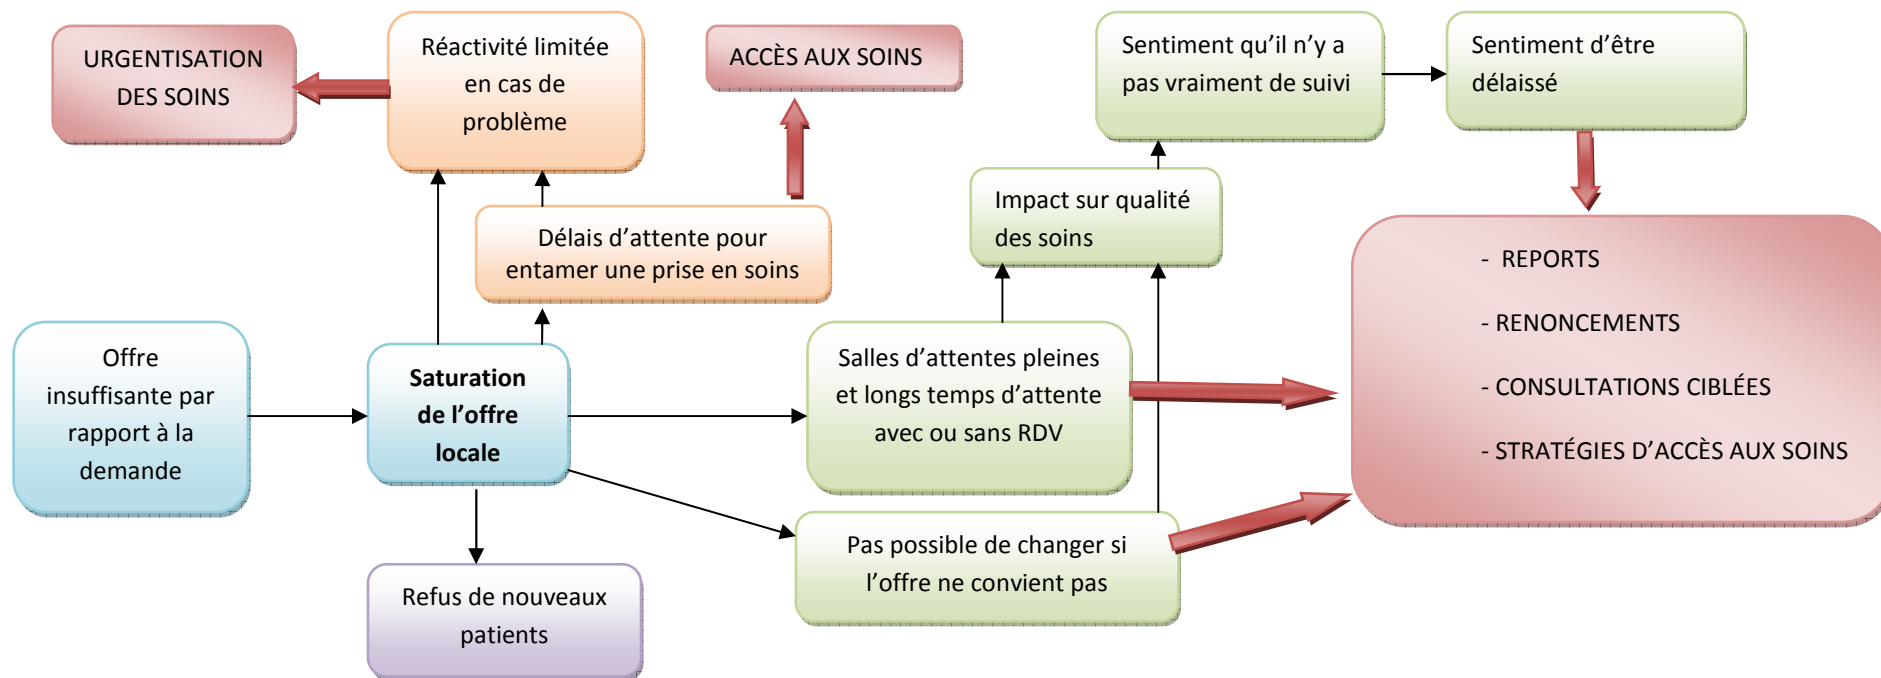 URGENTISATION
DES SOINS
Réactivité limitée
en cas de
problème
ACCÈS AUX SOINS
Sentiment qu’il n’y a
pas vraiment de suivi
Sentiment d’être
délaissé
Délais d’attente pour
entamer une prise en soins
Impact sur qualité
des soins
Offre
insuffisante par
rapport à la
demande
Saturation
de l’offre
locale
Salles d’attentes pleines
et longs temps d’attente
avec ou sans RDV
- REPORTS
- RENONCEMENTS
- CONSULTATIONS CIBLÉES
- STRATÉGIES D’ACCÈS AUX SOINS
Pas possible de changer si
l’offre ne convient pas
Refus de nouveaux
patients